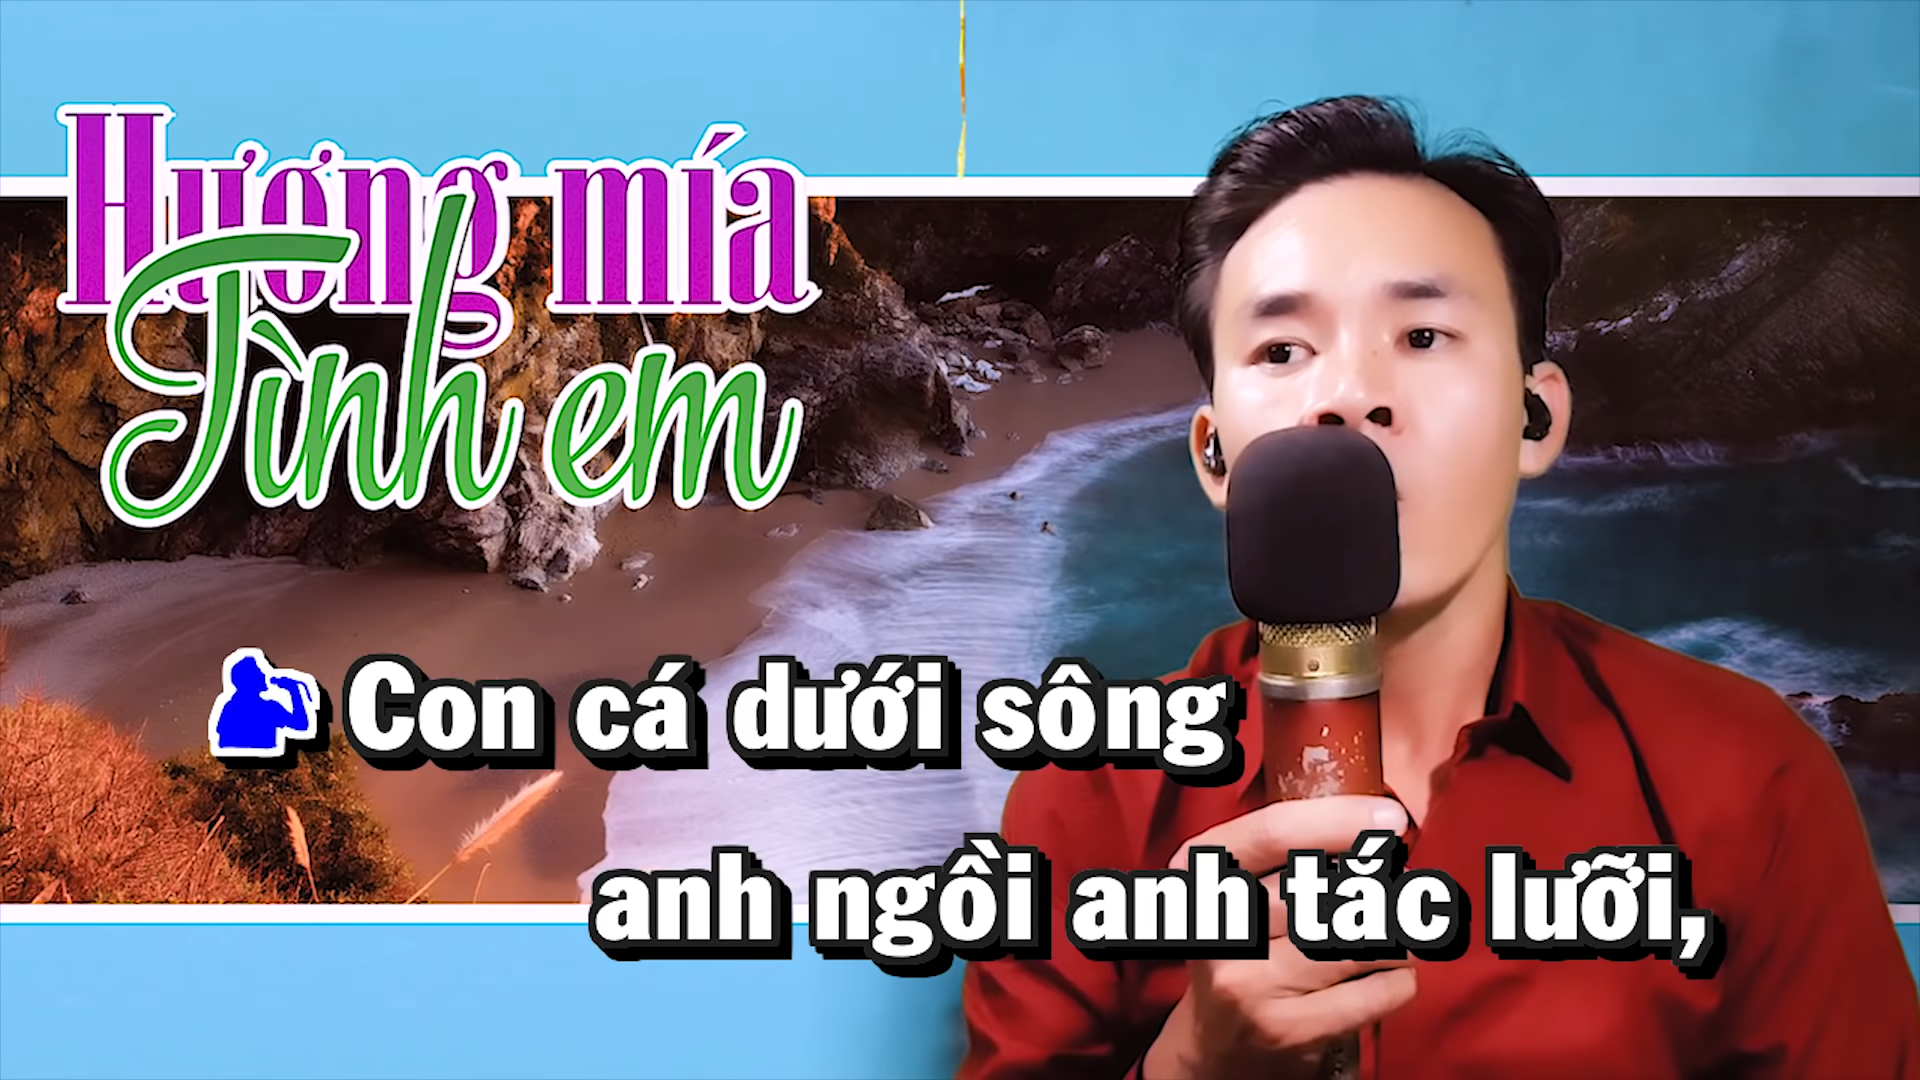 Hương mía
Tình em
Con cá dưới sông
anh ngồi anh tắc lưỡi,